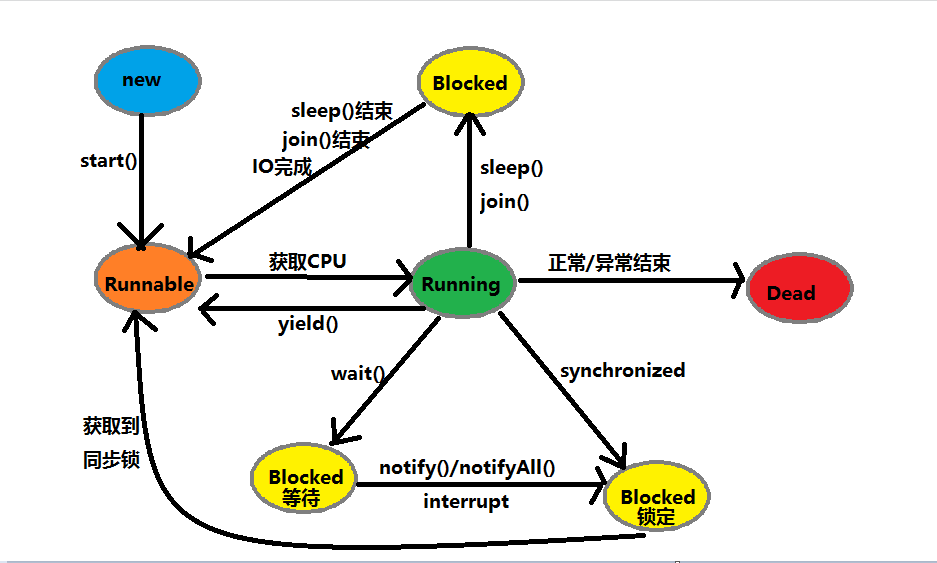 new
Blocked
start()
sleep()结束
join()结束
IO完成
sleep()
join()
Runnable
获取CPU
yield()
Running
正常/异常结束
Dead
wait()
synchronized
获取到
同步锁
Blocked
等待
notify()/notifyAll()
interrupt
Blocked
锁定